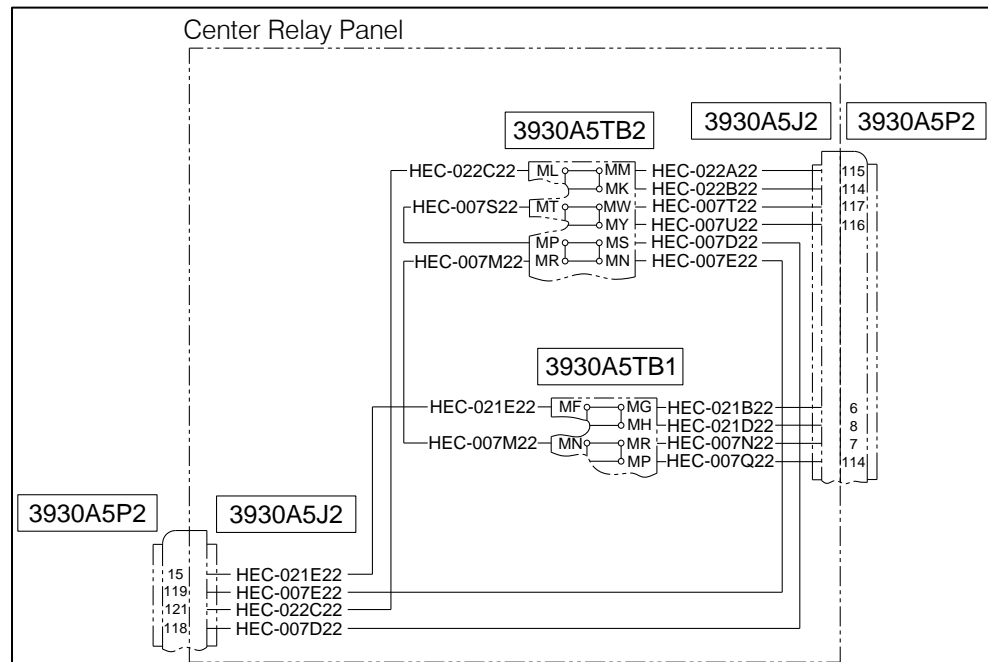 Center Relay Panel
3930A5TB2
3930A5J2
3930A5P2
HEC-022C22 ML MM HEC-022A22 115
MK HEC-022B22 114
HEC-007S22 MT MW HEC-007T22 117
MY HEC-007U22 116
MP MS HEC-007D22
HEC-007M22 MR MN HEC-007E22
3930A5TB1
HEC-021E22 MF MG HEC-021B22 6
MH HEC-021D22 8
HEC-007M22 MN MR HEC-007N22 7
MP HEC-007Q22 114
3930A5P2
3930A5J2
15 HEC-021E22
119 HEC-007E22
121 HEC-022C22
118 HEC-007D22